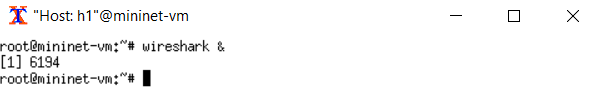 "Host: h1"@mininet-vm
root@mininet-vm:~# wireshark &
[1] 6194
root@mininet-vm:~#